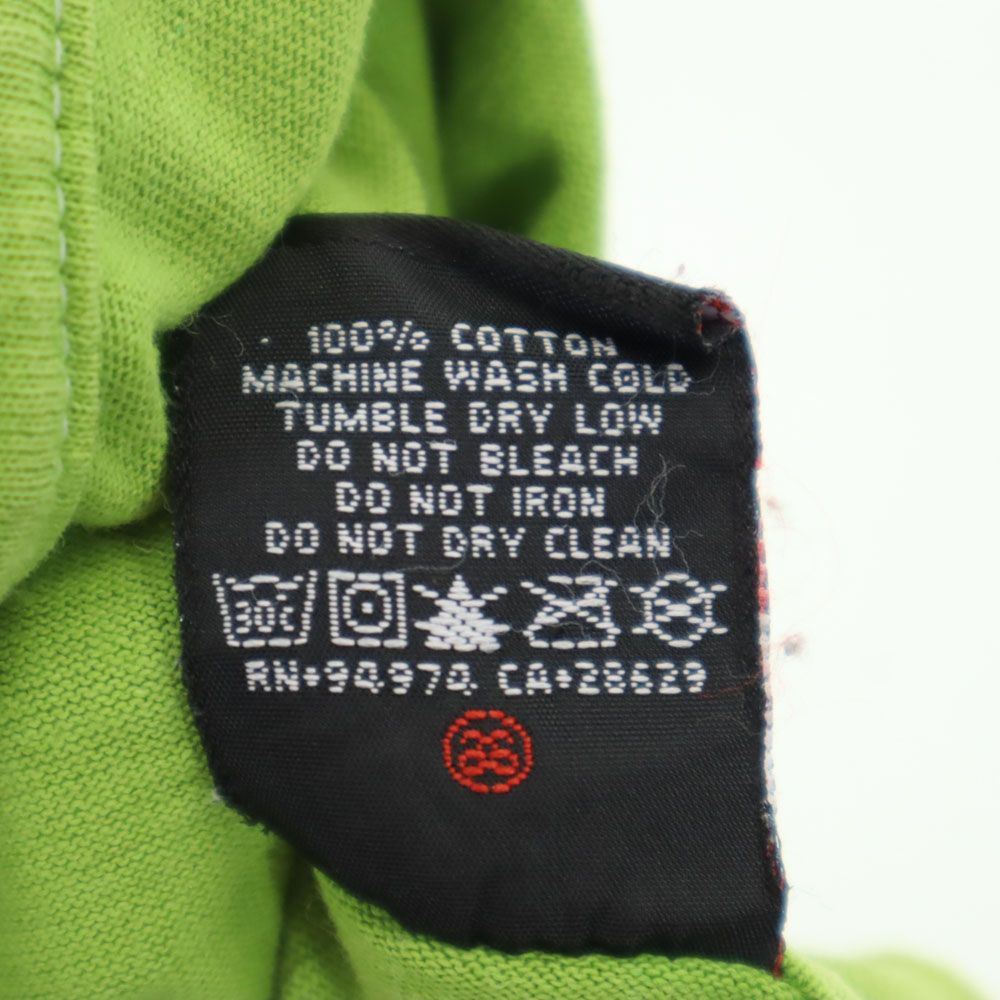 100% COTTON
MACHINE WASH COLD
TUMBLE DRY LOW
DO NOT BLEACH
DO NOT IRON
DO NOT DRY CLEAN
30C
RN+94974 CA+28629